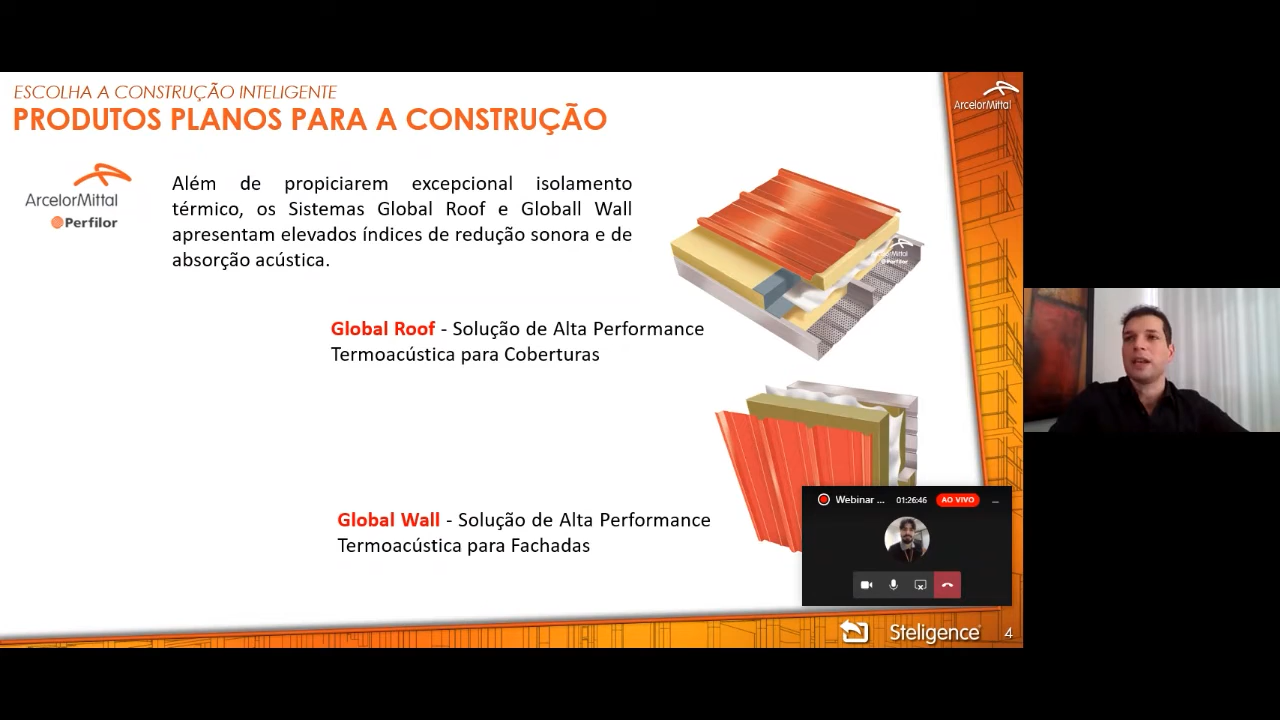 ESCOLHA A CONSTRUÇÃO INTELIGENTE
PRODUTOS PLANOS PARA A CONSTRUÇÃO
ArcelorMittal
ArcelorMittal
Perfilor
Além de propiciarem excepcional isolamento
térmico, os Sistemas Global Roof e Globall Wall
apresentam elevados índices de redução sonora e de
absorção acústica.
ArcelorMittal
Perfilor
Global Roof - Solução de Alta Performance
Termoacústica para Coberturas
Webinar ... 01:26:46 AO VIVO
Global Wall - Solução de Alta Performance
Termoacústica para Fachadas
Steligence 4